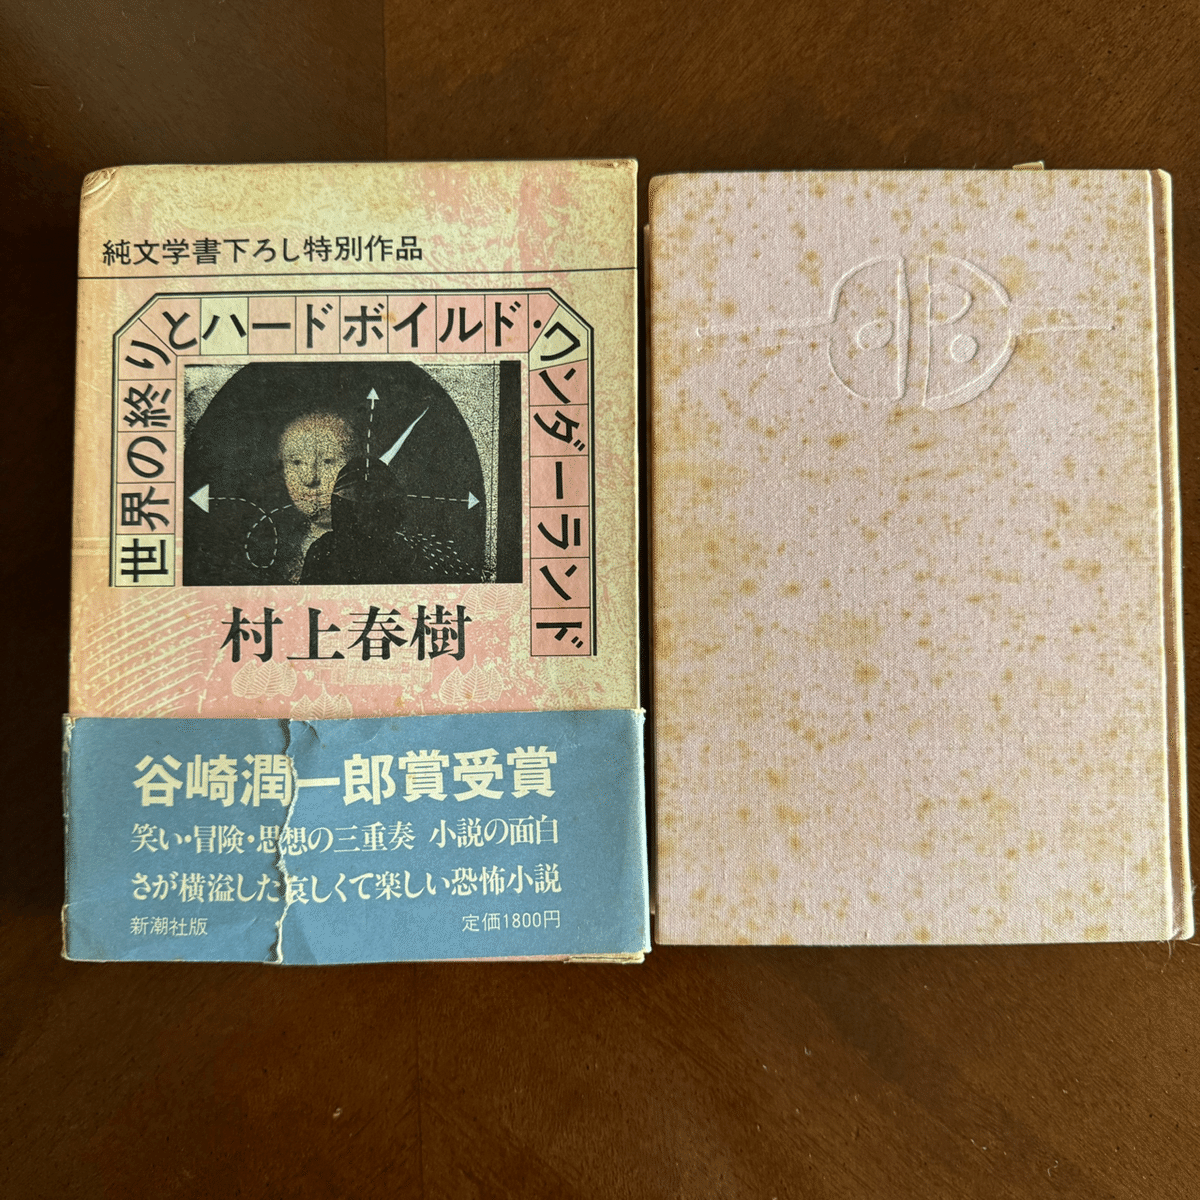 純文学書下ろし特別作品
世界の終りとハードボイルド・ワンダーランド
村上春樹
谷崎潤一郎賞受賞
笑い・冒険・思想の三重奏 小説の面白
さが横溢した哀しくて楽しい恐怖小説
新潮社版 定価1800円